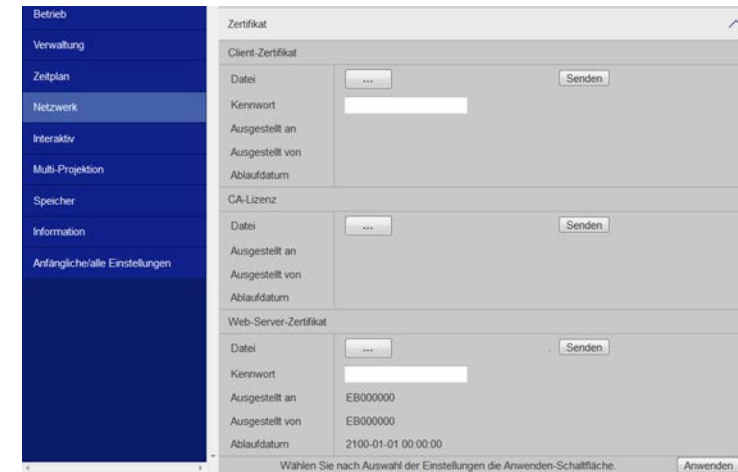 Betrieb
Verwaltung
Zeitplan
Netzwerk
Interaktiv
Multi-Projektion
Speicher
Information
Anfängliche/alle Einstellungen
Zertifikat
Client-Zertifikat
Datei ... Senden
Kennwort
Ausgestellt an
Ausgestellt von
Ablaufdatum
CA-Lizenz
Datei ... Senden
Ausgestellt an
Ausgestellt von
Ablaufdatum
Web-Server-Zertifikat
Datei ... Senden
Kennwort
Ausgestellt an EB000000
Ausgestellt von EB000000
Ablaufdatum 2100-01-01 00:00:00
Wählen Sie nach Auswahl der Einstellungen die Anwenden-Schaltfläche. Anwenden